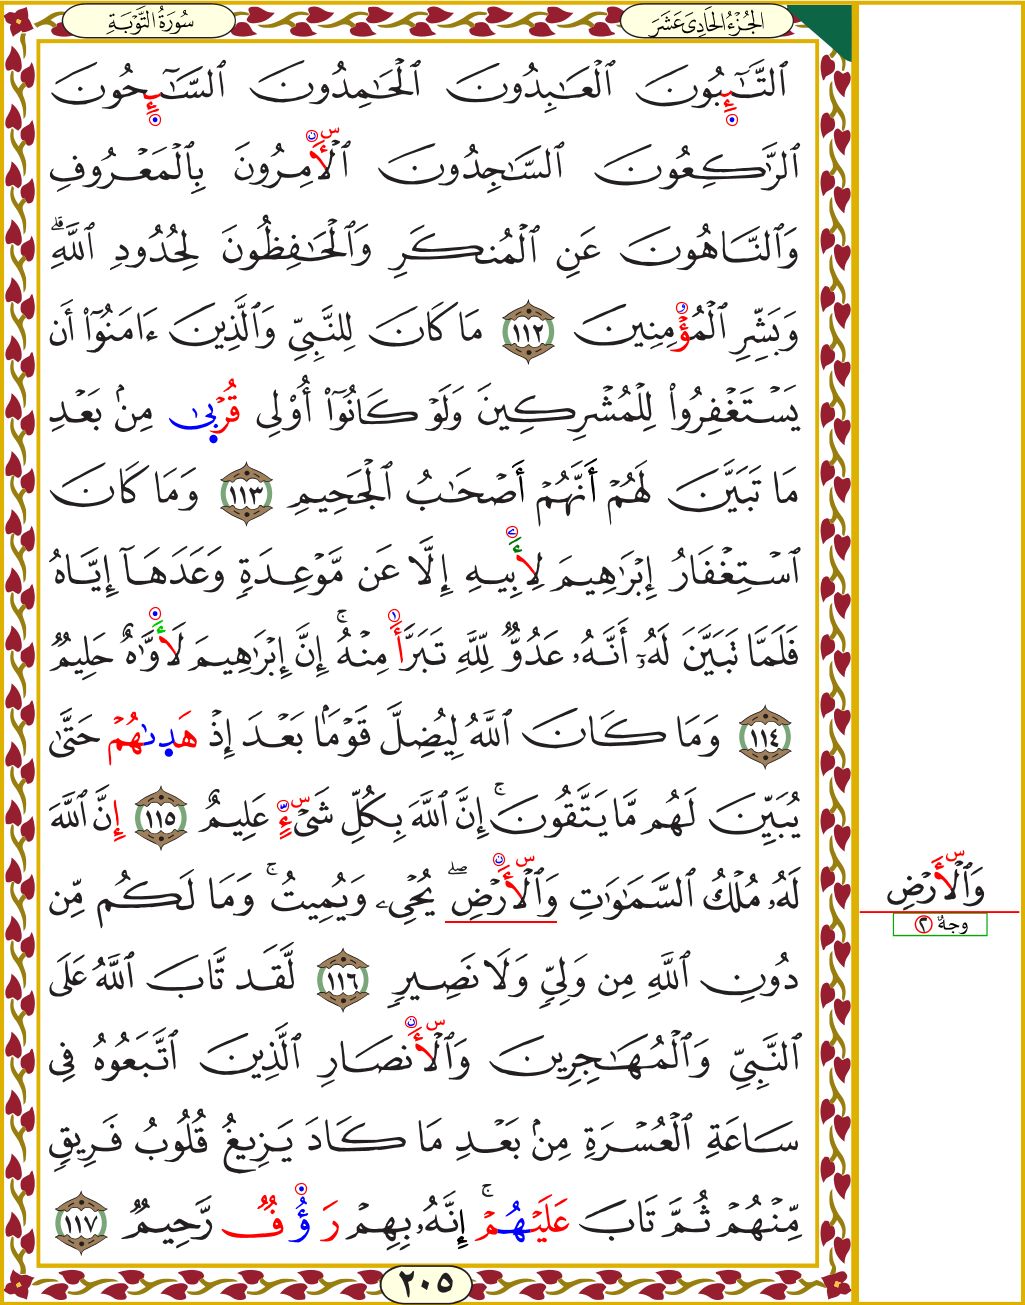 سُورَةُ التَّوْبَةِ
الجُزْءُ الحَادِىَ عَشَرَ
ٱلتَّـٰٓئِبُونَ ٱلْعَـٰبِدُونَ ٱلْحَـٰمِدُونَ ٱلسَّـٰٓئِحُونَ
ٱلرَّٰكِعُونَ ٱلسَّـٰجِدُونَ ٱلْأَمِرُونَ بِٱلْمَعْرُوفِ
وَٱلنَّاهُونَ عَنِ ٱلْمُنكَرِ وَٱلْحَـٰفِظُونَ لِحُدُودِ ٱللَّهِۗ
وَبَشِّرِ ٱلْمُؤْمِنِينَ ١١٢ مَا كَانَ لِلنَّبِىِّ وَٱلَّذِينَ ءَامَنُوٓا۟ أَن
يَسْتَغْفِرُوا۟ لِلْمُشْرِكِينَ وَلَوْ كَانُوٓا۟ أُو۟لِى قُرْبَىٰ مِنۢ بَعْدِ
مَا تَبَيَّنَ لَهُمْ أَنَّهُمْ أَصْحَـٰبُ ٱلْجَحِيمِ ١١٣ وَمَا كَانَ
ٱسْتِغْفَارُ إِبْرَٰهِيمَ لِأَبِيهِ إِلَّا عَن مَّوْعِدَةٍ وَعَدَهَآ إِيَّاهُ
فَلَمَّا تَبَيَّنَ لَهُۥٓ أَنَّهُۥ عَدُوٌّ لِّلَّهِ تَبَرَّأَ مِنْهُۚ إِنَّ إِبْرَٰهِيمَ لَأَوَّٰهٌ حَلِيمٌ
١١٤ وَمَا كَانَ ٱللَّهُ لِيُضِلَّ قَوْمًۢا بَعْدَ إِذْ هَدَىٰهُمْ حَتَّىٰ
يُبَيِّنَ لَهُم مَّا يَتَّقُونَۚ إِنَّ ٱللَّهَ بِكُلِّ شَىْءٍ عَلِيمٌ ١١٥ إِنَّ ٱللَّهَ
لَهُۥ مُلْكُ ٱلسَّمَـٰوَٰتِ وَٱلْأَرْضِۖ يُحْىِۦ وَيُمِيتُۚ وَمَا لَكُم مِّن
وَٱلْأَرْضِ
وجهٌ ٢
دُونِ ٱللَّهِ مِن وَلِىٍّ وَلَا نَصِيرٍ ١١٦ لَّقَد تَّابَ ٱللَّهُ عَلَى
ٱلنَّبِىِّ وَٱلْمُهَـٰجِرِينَ وَٱلْأَنصَارِ ٱلَّذِينَ ٱتَّبَعُوهُ فِى
سَاعَةِ ٱلْعُسْرَةِ مِنۢ بَعْدِ مَا كَادَ يَزِيغُ قُلُوبُ فَرِيقٍ
مِّنْهُمْ ثُمَّ تَابَ عَلَيْهُمْۚ إِنَّهُۥ بِهِمْ رَؤُفٌ رَّحِيمٌ ١١٧
٢٠٥